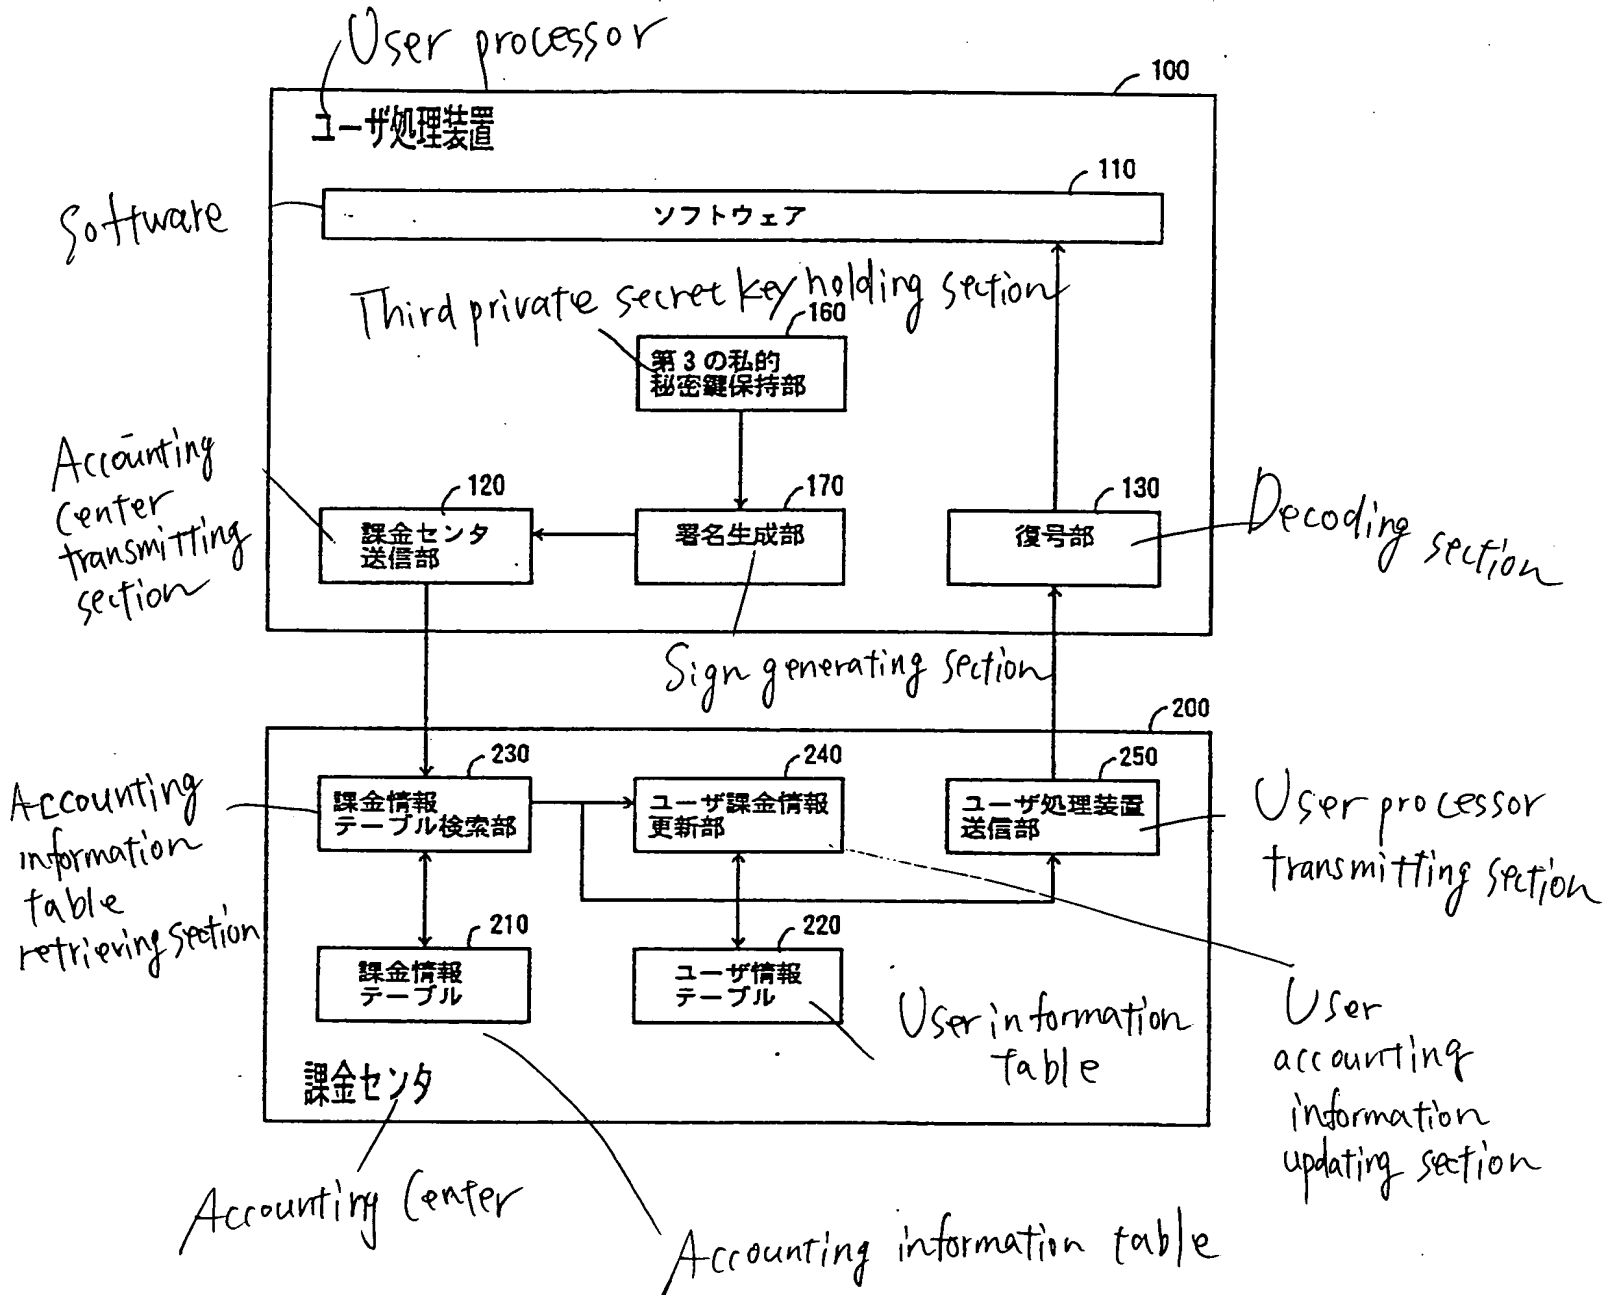 User processor
100
ユーザ処理装置
110
Software
ソフトウェア
Third private secret key holding section
160
第3の私的
秘密鍵保持部
Accounting
center
transmitting
section
120
課金センタ
送信部
170
署名生成部
130
復号部
Decoding
section
Sign generating section
200
230
課金情報
テーブル検索部
240
ユーザ課金情報
更新部
250
ユーザ処理装置
送信部
Accounting
information
table
retrieving section
User processor
transmitting section
210
課金情報
テーブル
220
ユーザ情報
テーブル
User information
table
User
accounting
information
updating section
課金センタ
Accounting Center
Accounting information table